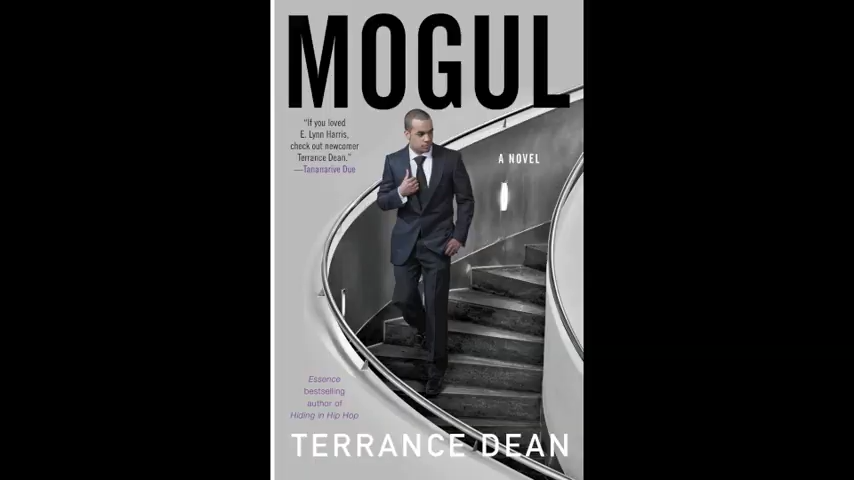 MOGUL
“If you loved
E. Lynn Harris,
check out newcomer
Terrance Dean.”
—Tananarive Due
A NOVEL
Essence
bestselling
author of
Hiding in Hip Hop
TERRANCE DEAN